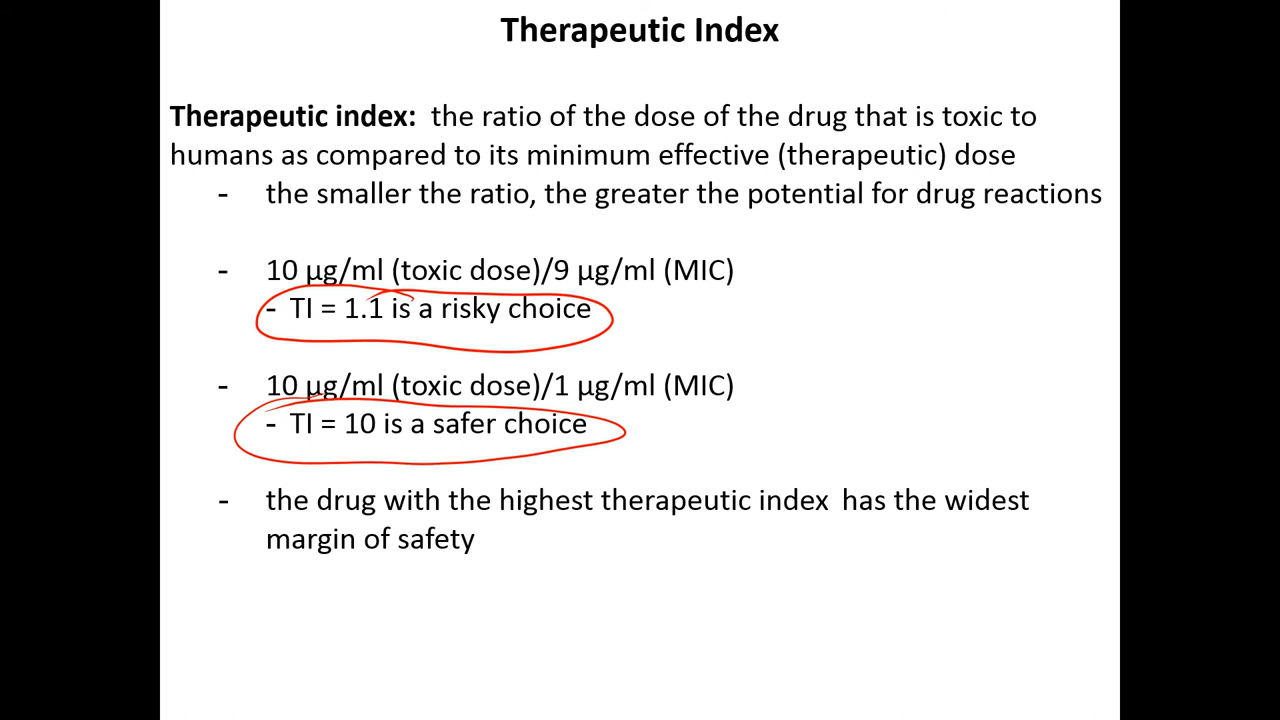 Therapeutic Index
Therapeutic index: the ratio of the dose of the drug that is toxic to
humans as compared to its minimum effective (therapeutic) dose
- the smaller the ratio, the greater the potential for drug reactions
- 10 µg/ml (toxic dose)/9 µg/ml (MIC)
- TI = 1.1 is a risky choice
- 10 µg/ml (toxic dose)/1 µg/ml (MIC)
- TI = 10 is a safer choice
- the drug with the highest therapeutic index has the widest
margin of safety